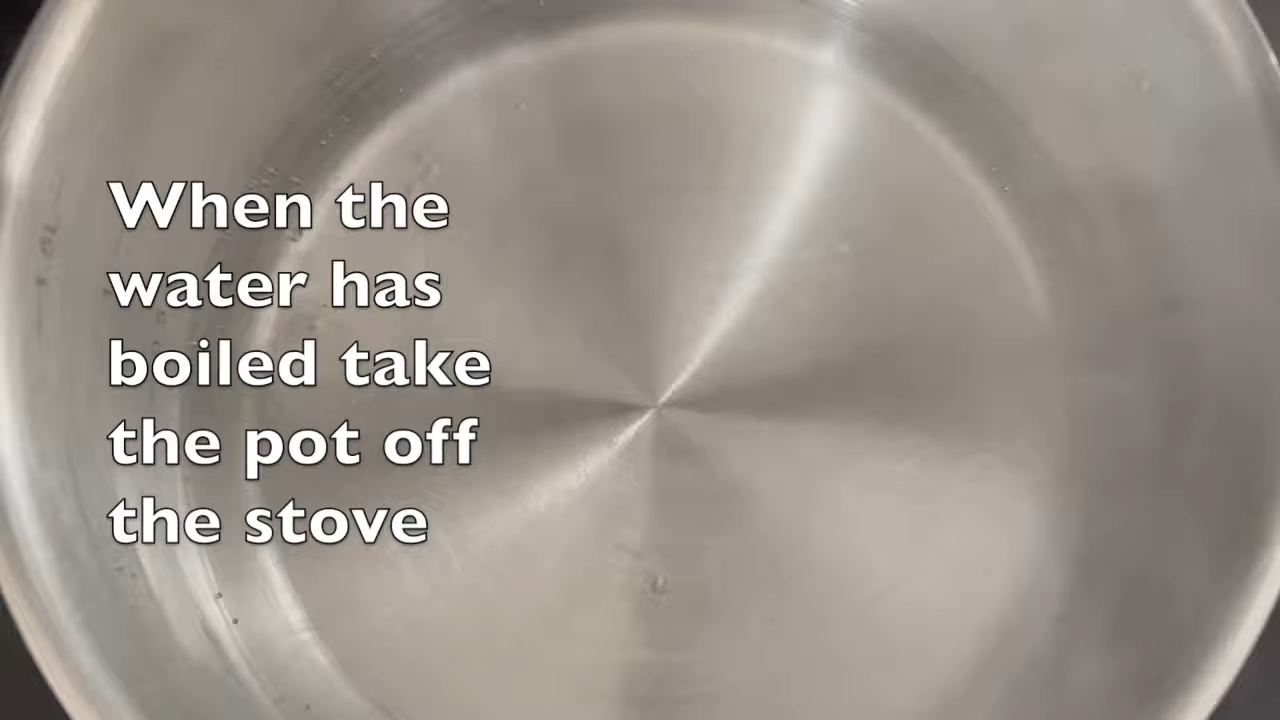 When the
water has
boiled take
the pot off
the stove